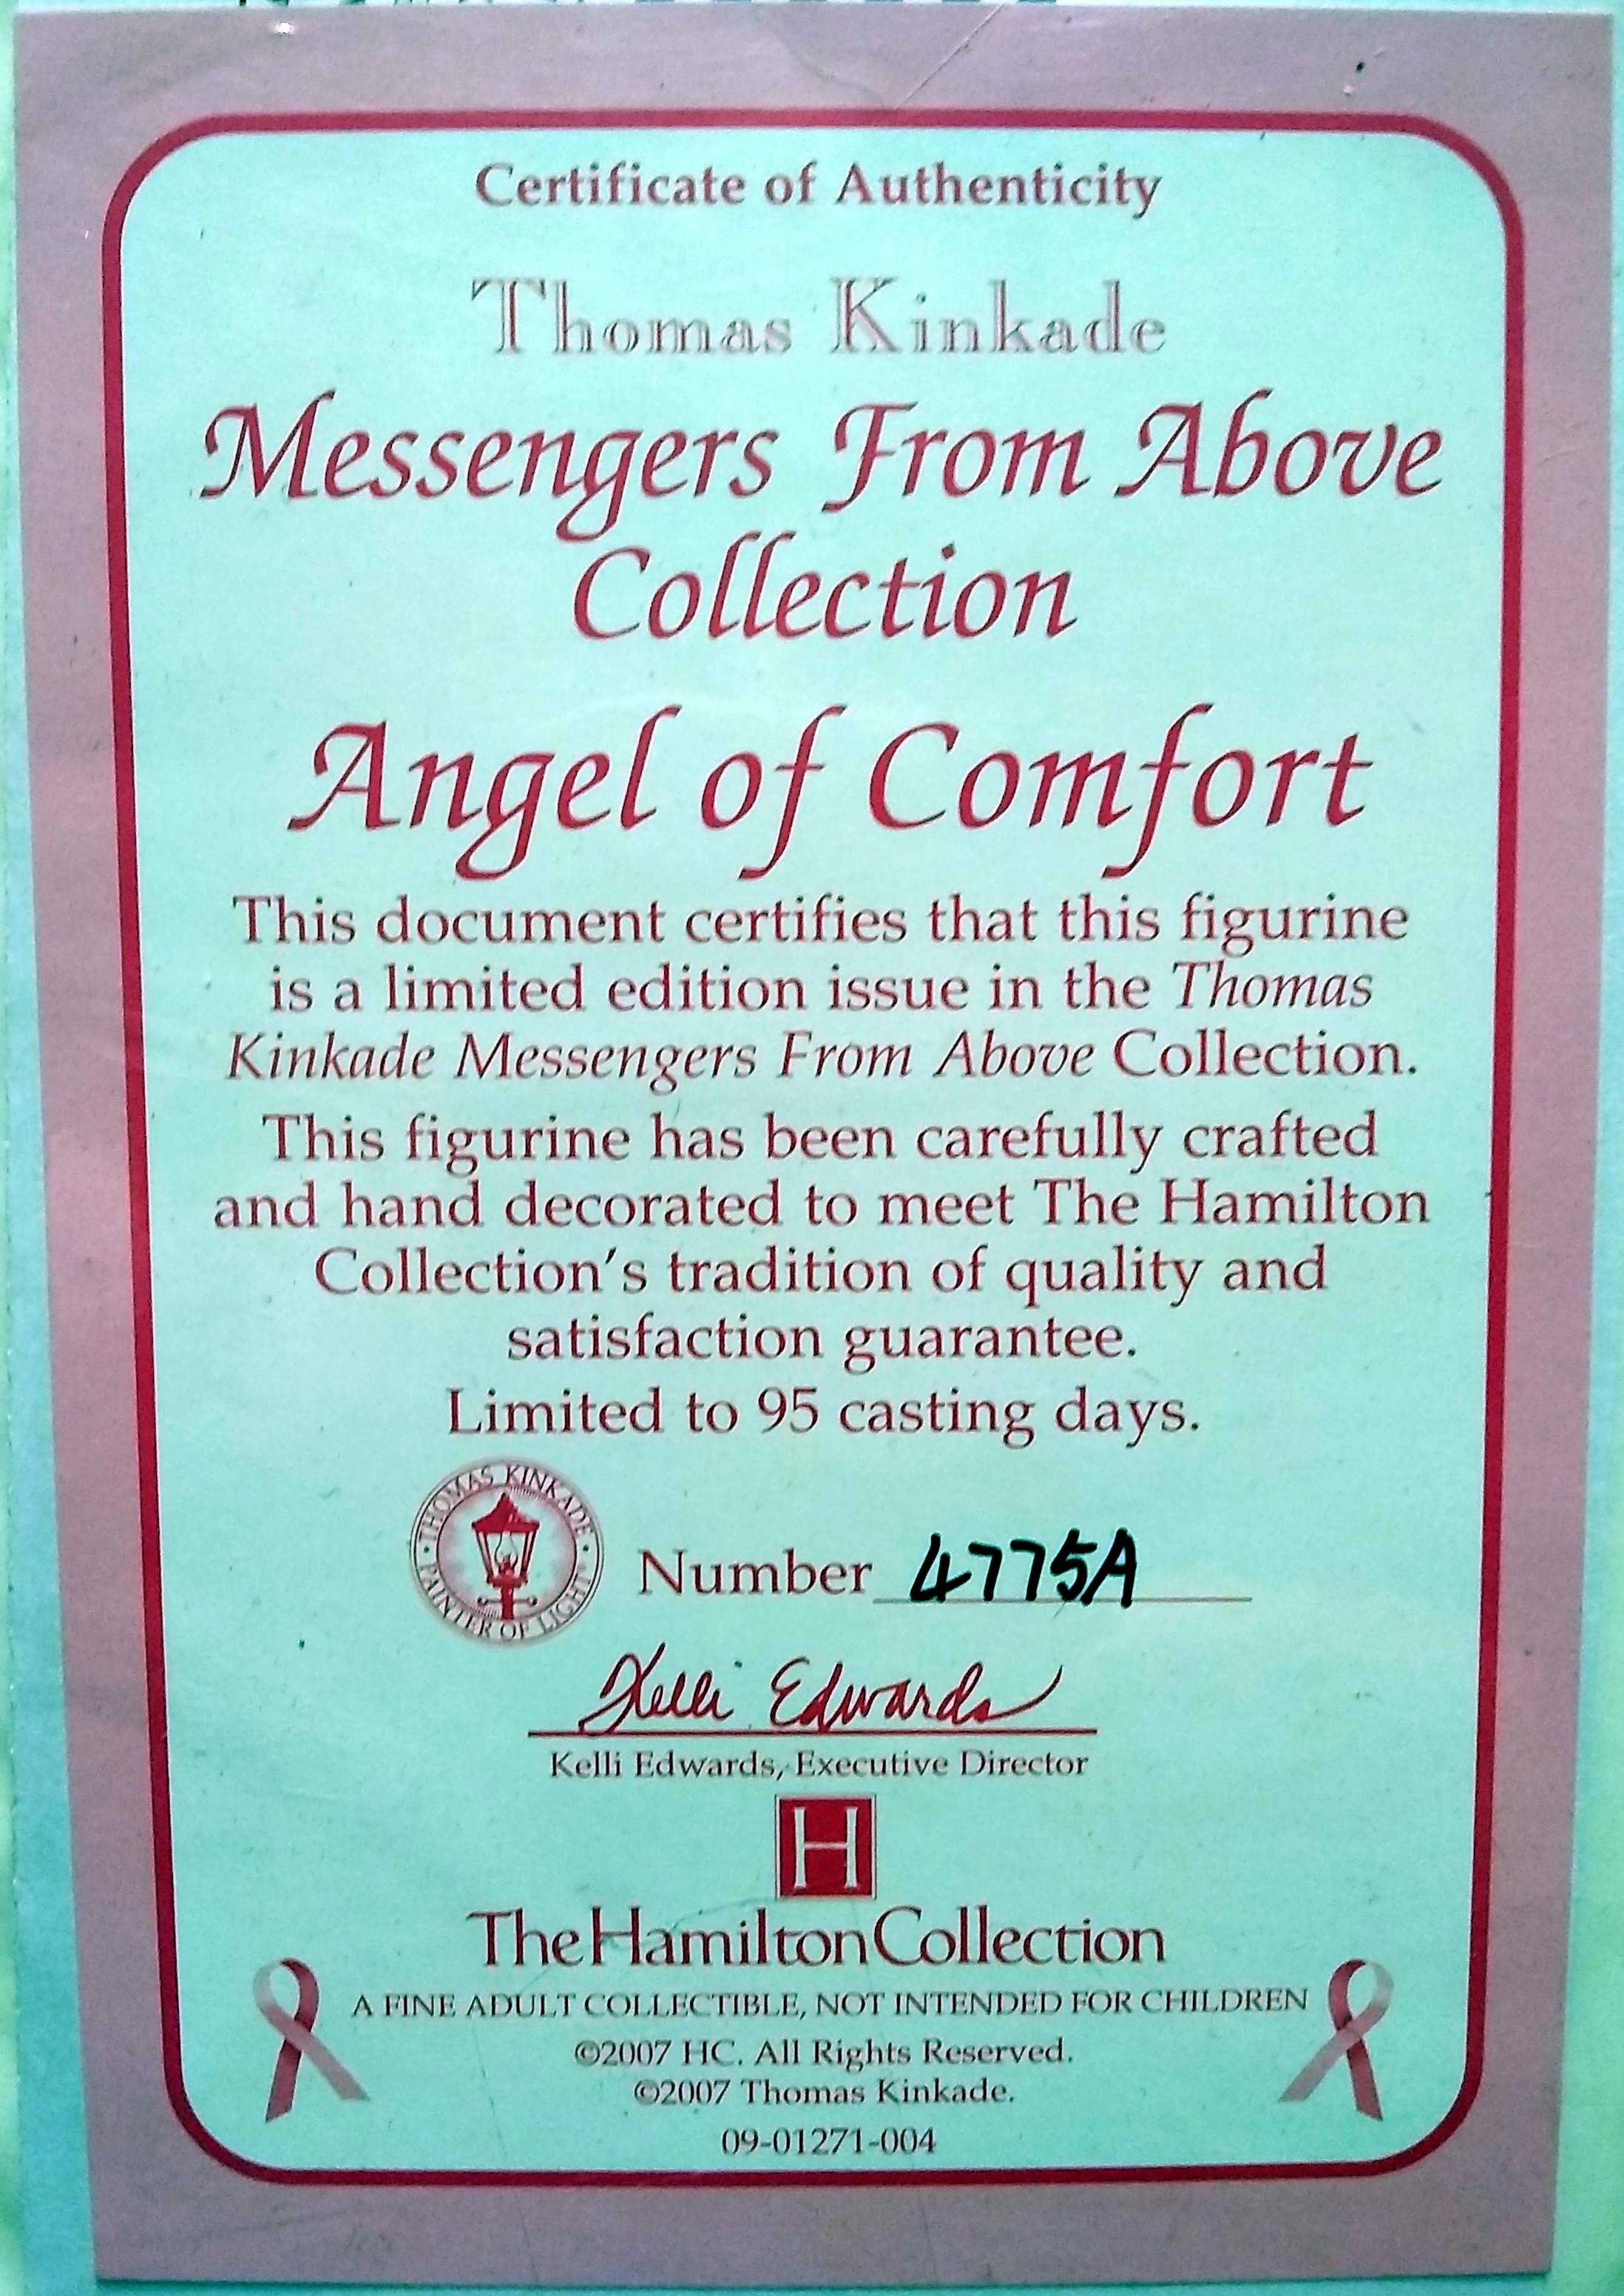 Certificate of Authenticity
Thomas Kinkade
Messengers From Above
Collection
Angel of Comfort
This document certifies that this figurine
is a limited edition issue in the Thomas
Kinkade Messengers From Above Collection.
This figurine has been carefully crafted
and hand decorated to meet The Hamilton
Collection's tradition of quality and
satisfaction guarantee.
Limited to 95 casting days.
· THOMAS KINKADE · PAINTER OF LIGHT™
Number 4775A
Kelli Edwards
Kelli Edwards, Executive Director
H
The Hamilton Collection
A FINE ADULT COLLECTIBLE, NOT INTENDED FOR CHILDREN
©2007 HC. All Rights Reserved.
©2007 Thomas Kinkade.
09-01271-004